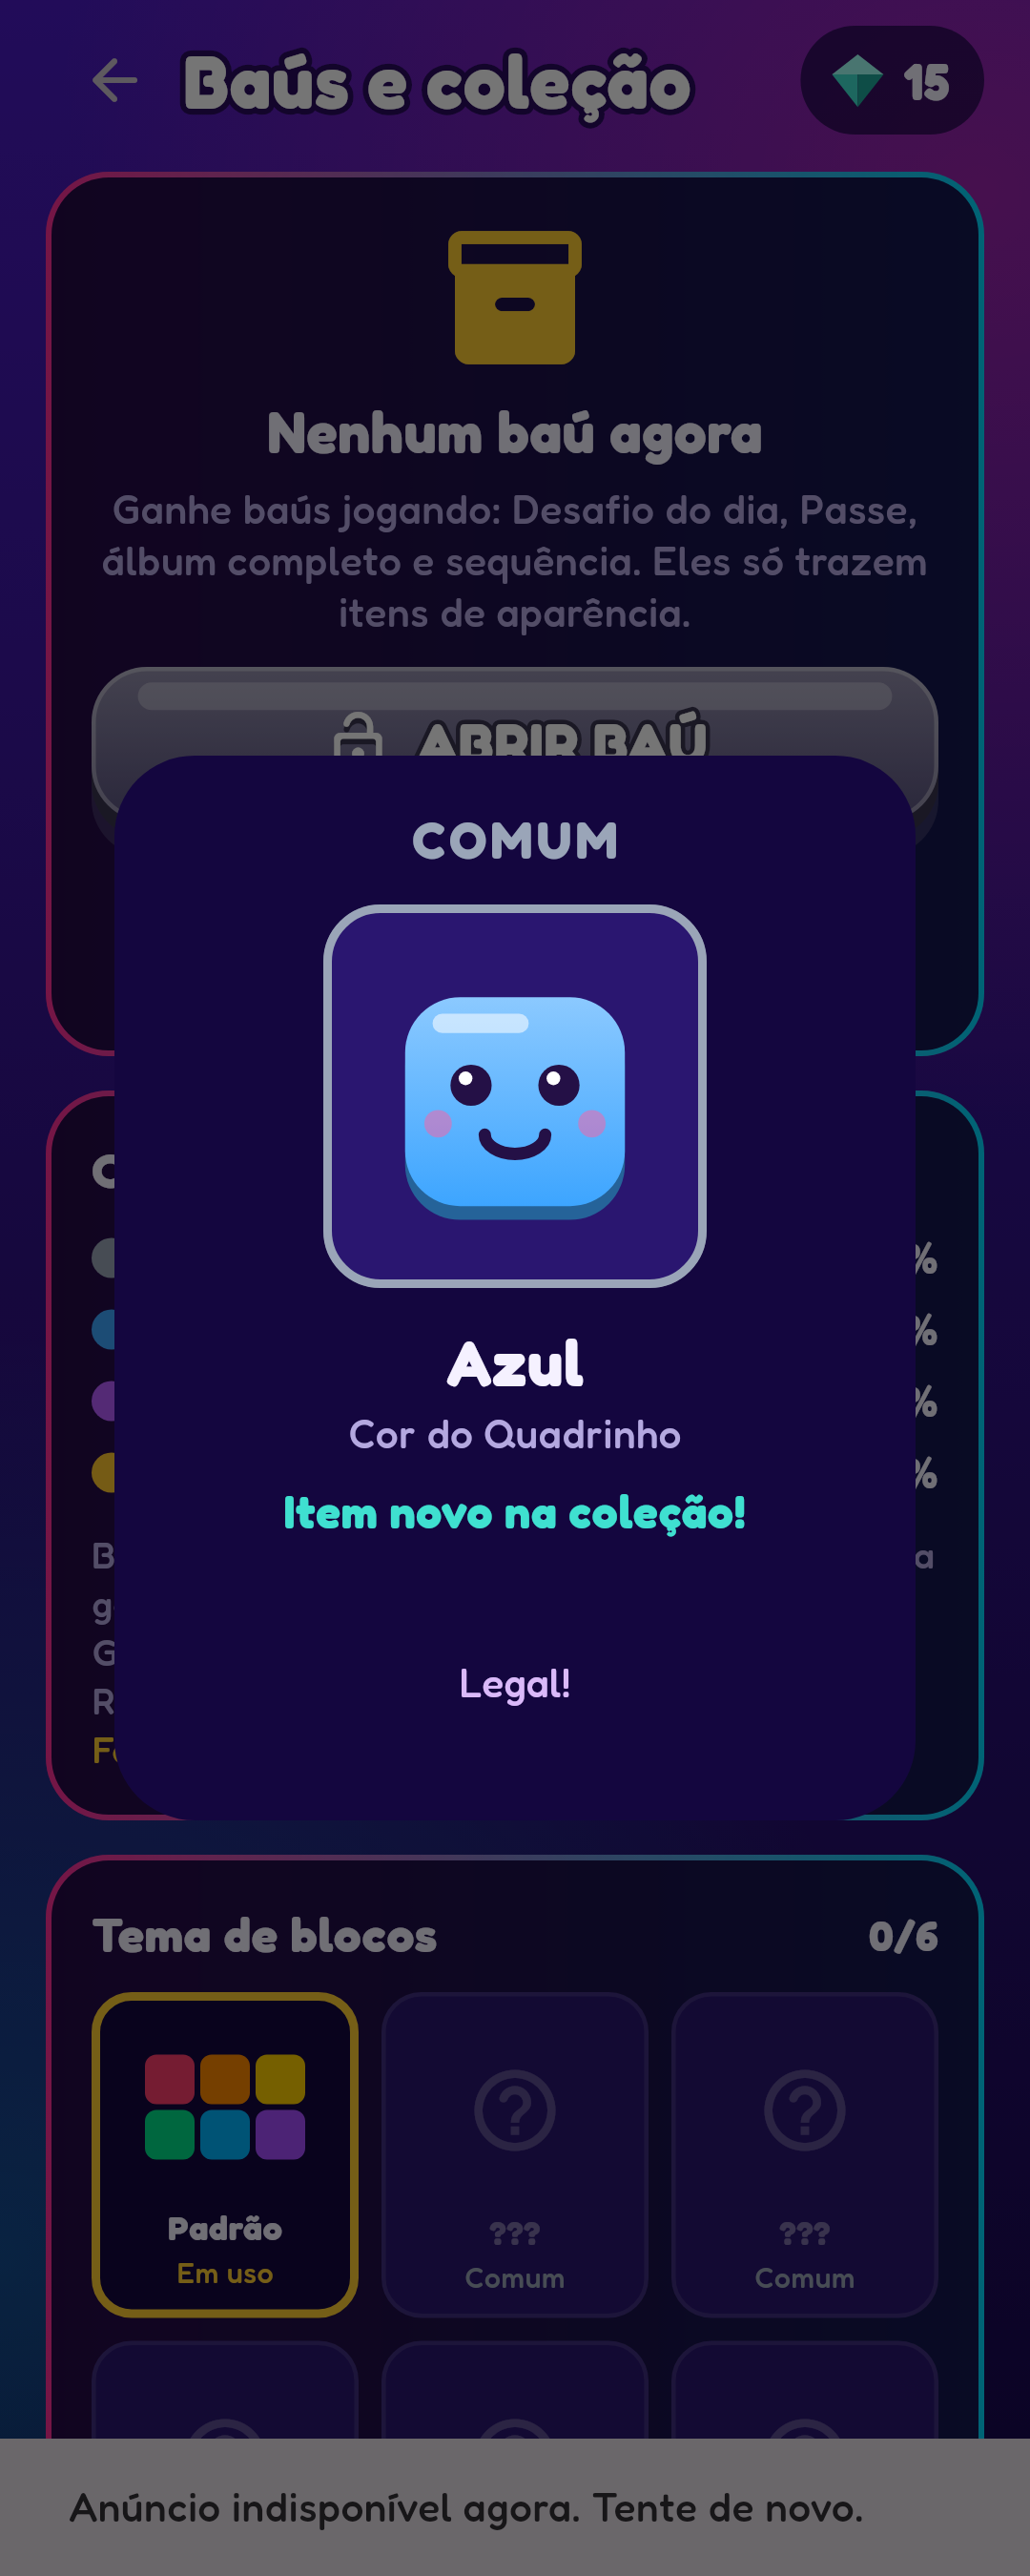 Baús e coleção
15
Nenhum baú agora
Ganhe baús jogando: Desafio do dia, Passe,
álbum completo e sequência. Eles só trazem
itens de aparência.
ABRIR BAÚ
COMUM
Azul
Cor do Quadrinho
Item novo na coleção!
Legal!
%
%
%
%
Tema de blocos
0/6
Padrão
Em uso
???
Comum
???
Comum
Anúncio indisponível agora. Tente de novo.